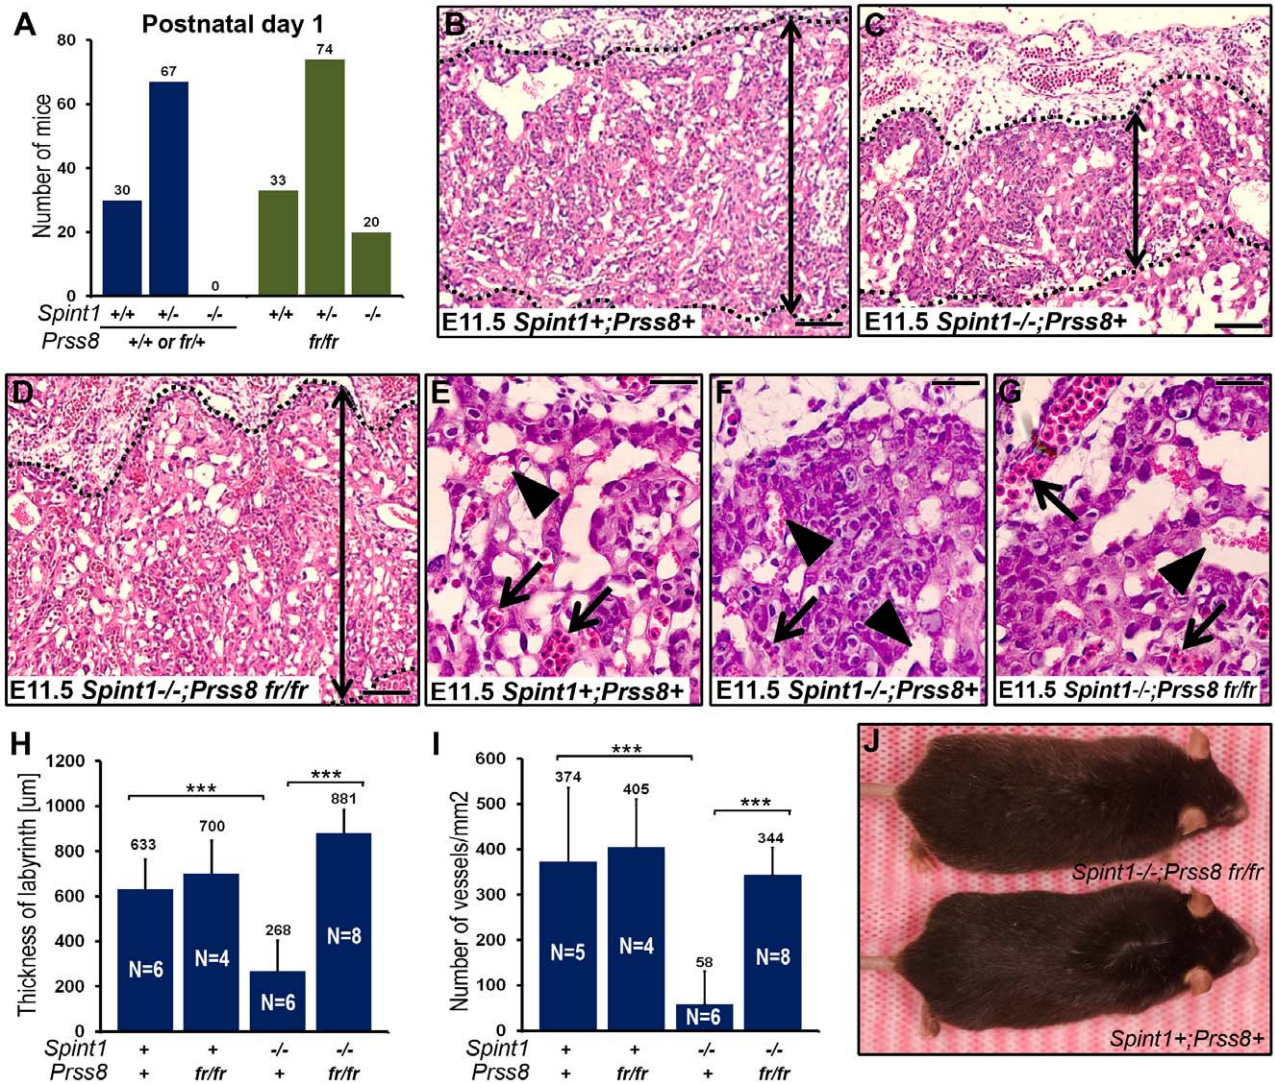 A
Postnatal day 1
Number of mice
80
60
40
20
0
30
67
0
33
74
20
Spint1 +/+ +/- -/- +/+ +/- -/-
Prss8 +/+ or fr/+ fr/fr
B
E11.5 Spint1+;Prss8+
C
E11.5 Spint1-/-;Prss8+
D
E11.5 Spint1-/-;Prss8 fr/fr
E
E11.5 Spint1+;Prss8+
F
E11.5 Spint1-/-;Prss8+
G
E11.5 Spint1-/-;Prss8 fr/fr
H
Thickness of labyrinth [um]
1200
1000
800
600
400
200
0
***
***
633
700
268
881
N=6
N=4
N=6
N=8
Spint1 + + -/- -/-
Prss8 + fr/fr + fr/fr
I
Number of vessels/mm2
600
500
400
300
200
100
0
***
***
374
405
58
344
N=5
N=4
N=6
N=8
Spint1 + + -/- -/-
Prss8 + fr/fr + fr/fr
J
Spint1-/-;Prss8 fr/fr
Spint1+;Prss8+